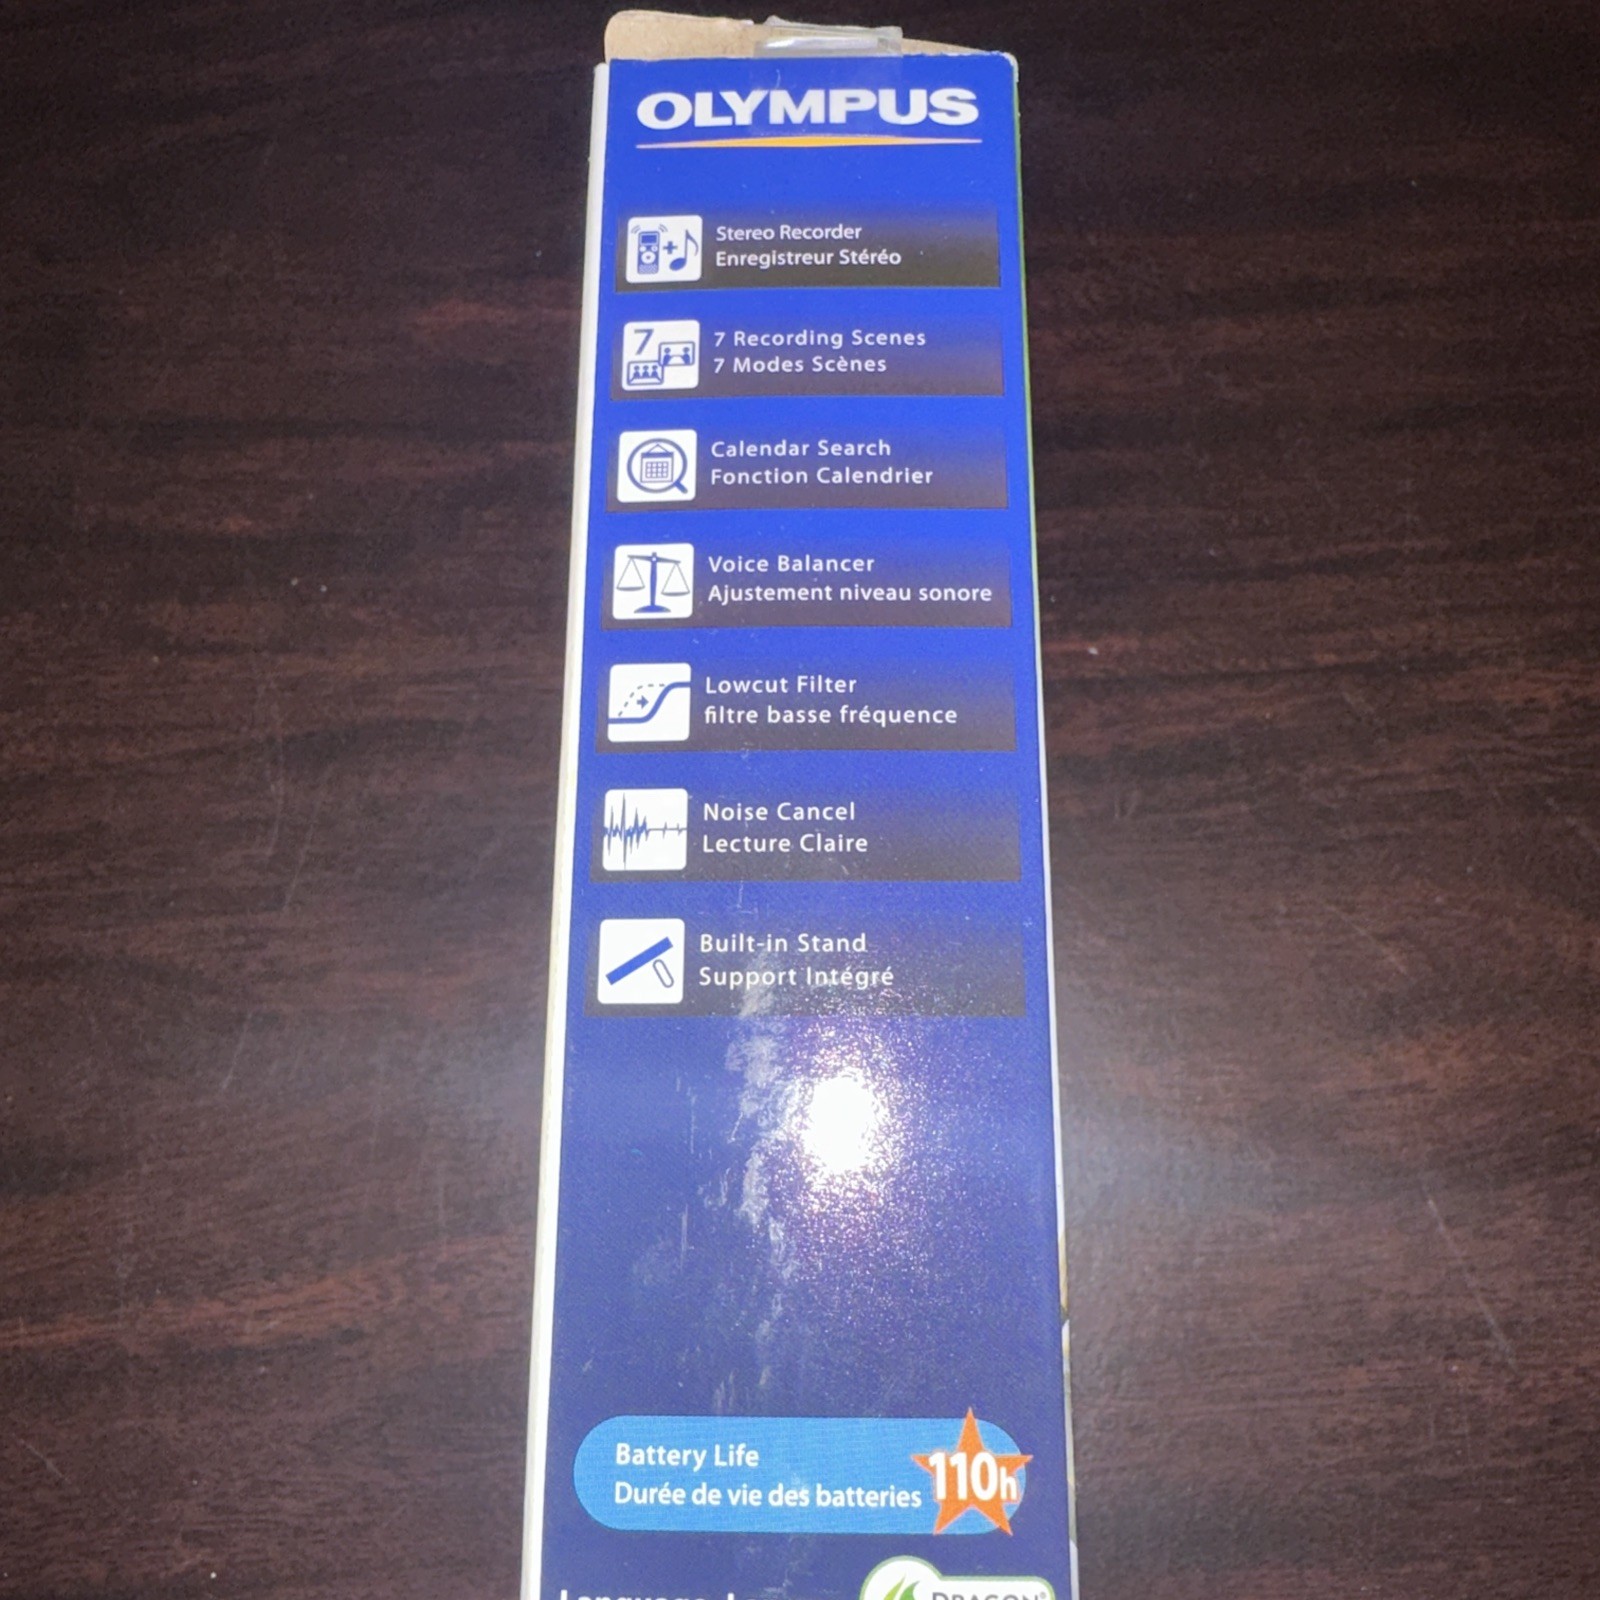 OLYMPUS
Stereo Recorder
Enregistreur Stéréo
7
7 Recording Scenes
7 Modes Scènes
Calendar Search
Fonction Calendrier
Voice Balancer
Ajustement niveau sonore
Lowcut Filter
filtre basse fréquence
Noise Cancel
Lecture Claire
Built-in Stand
Support Intégré
Battery Life
Durée de vie des batteries
110h
DRAGON®